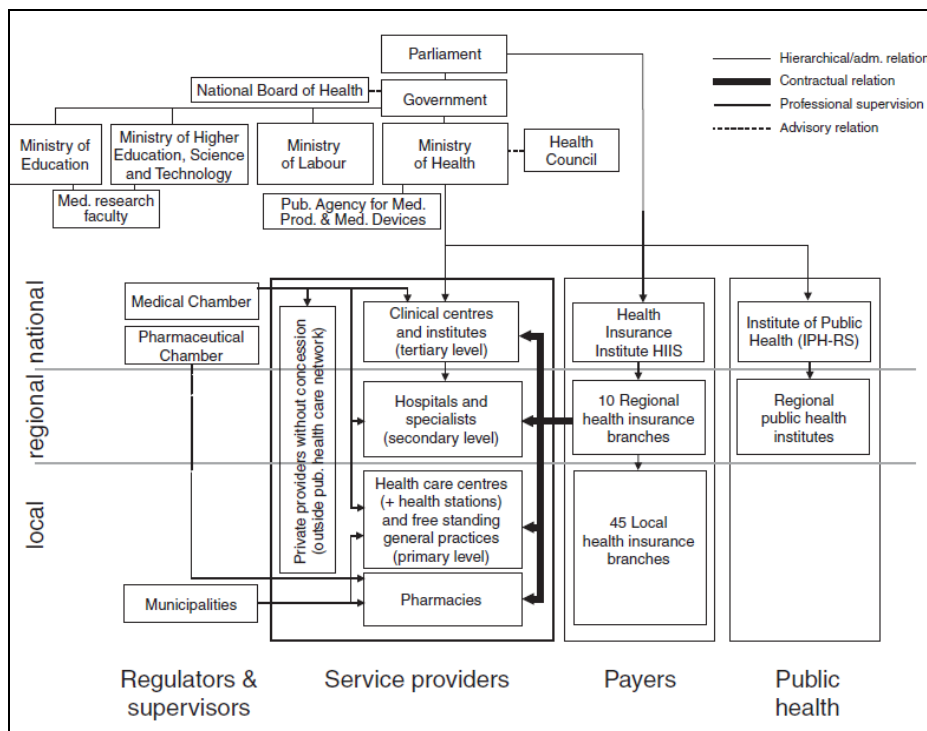 Parliament
Hierarchical/adm. relation
Contractual relation
Professional supervision
Advisory relation
National Board of Health
Government
Ministry of
Education
Ministry of Higher
Education, Science
and Technology
Ministry
of Labour
Ministry
of Health
Health
Council
Med. research
faculty
Pub. Agency for Med.
Prod. & Med. Devices
national
Medical Chamber
Pharmaceutical
Chamber
Private providers without concession
(outside pub. health care network)
Clinical centres
and institutes
(tertiary level)
Health
Insurance
Institute HIIS
Institute of Public
Health (IPH-RS)
regional
Hospitals and
specialists
(secondary level)
10 Regional
health insurance
branches
Regional
public health
institutes
local
Health care centres
(+ health stations)
and free standing
general practices
(primary level)
45 Local
health insurance
branches
Municipalities
Pharmacies
Regulators &
supervisors
Service providers
Payers
Public
health